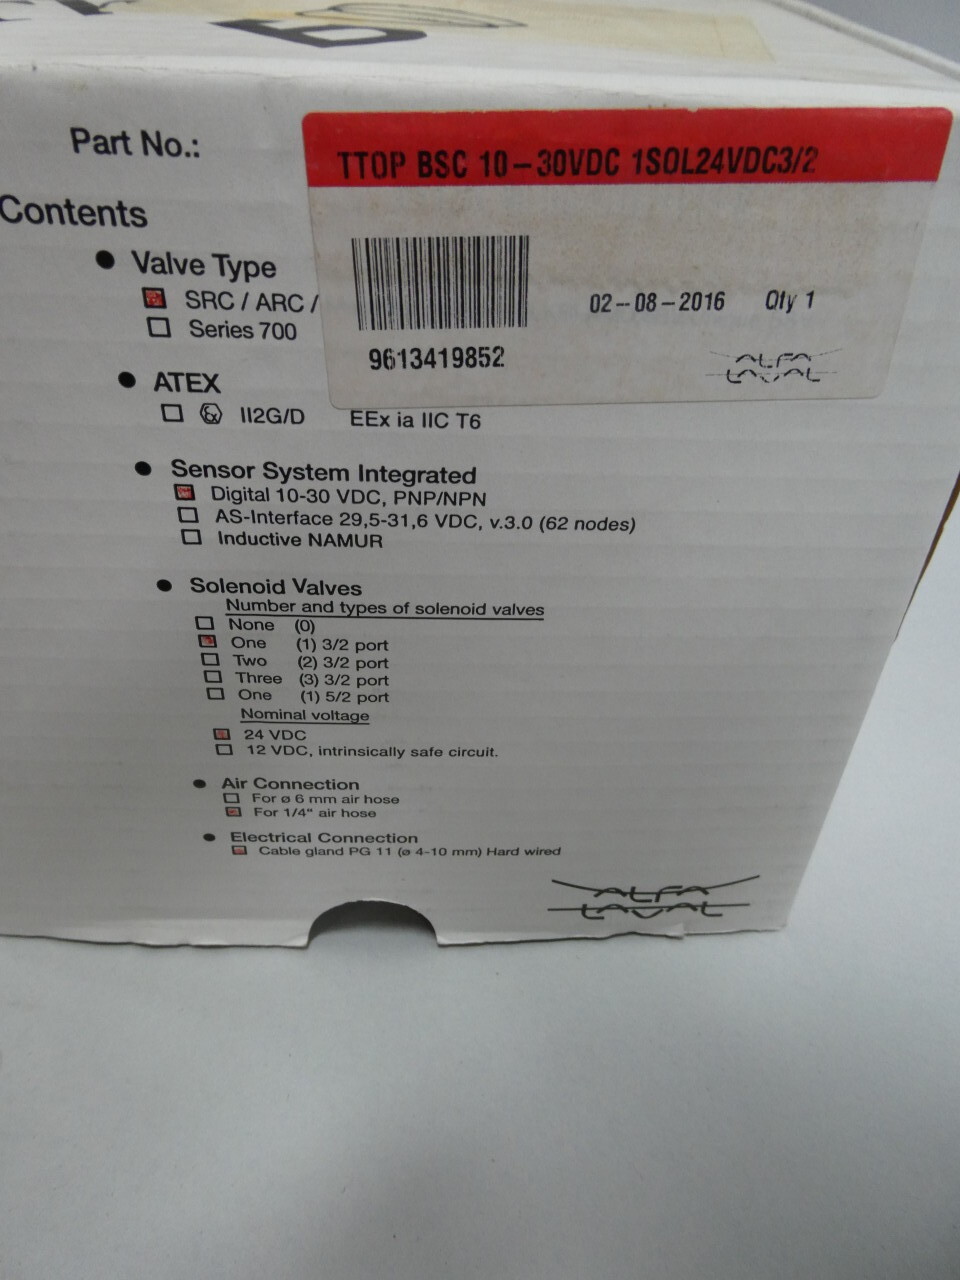 Part No.:
TTOP BSC 10-30VDC 1SOL24VDC3/2
Contents
● Valve Type
SRC / ARC /
Series 700
02-08-2016 Qty 1
9613419852
ALFA
LAVAL
● ATEX
Ex II2G/D EEx ia IIC T6
● Sensor System Integrated
Digital 10-30 VDC, PNP/NPN
AS-Interface 29,5-31,6 VDC, v.3.0 (62 nodes)
Inductive NAMUR
● Solenoid Valves
Number and types of solenoid valves
None (0)
One (1) 3/2 port
Two (2) 3/2 port
Three (3) 3/2 port
One (1) 5/2 port
Nominal voltage
24 VDC
12 VDC, intrinsically safe circuit.
● Air Connection
For ø 6 mm air hose
For 1/4" air hose
● Electrical Connection
Cable gland PG 11 (ø 4-10 mm) Hard wired
ALFA
LAVAL